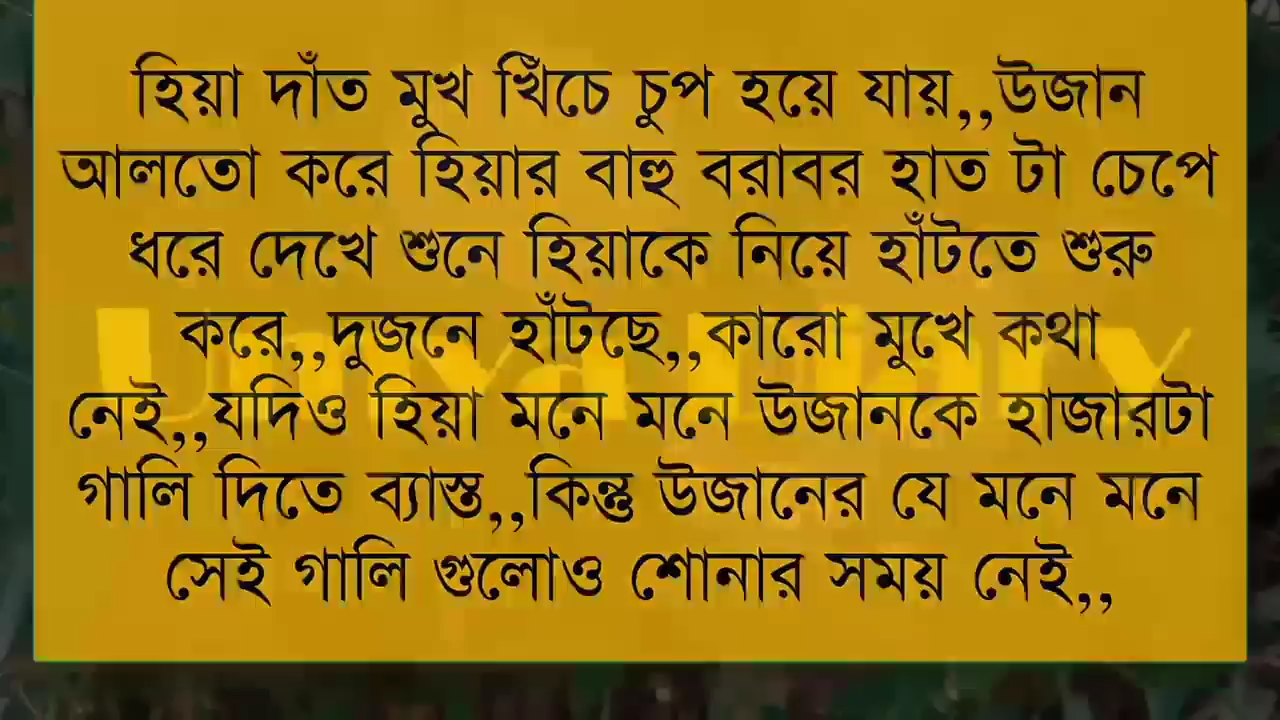 হিয়া দাঁত মুখ খিঁচে চুপ হয়ে যায়,,উজান
আলতো করে হিয়ার বাহু বরাবর হাত টা চেপে
ধরে দেখে শুনে হিয়াকে নিয়ে হাঁটতে শুরু
করে,,দুজনে হাঁটছে,,কারো মুখে কথা
নেই,,যদিও হিয়া মনে মনে উজানকে হাজারটা
গালি দিতে ব্যাস্ত,,কিন্তু উজানের যে মনে মনে
সেই গালি গুলোও শোনার সময় নেই,,